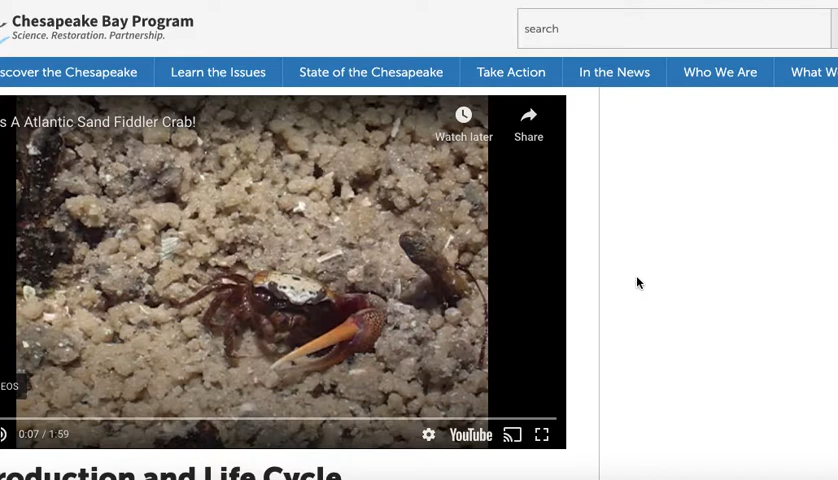 Chesapeake Bay Program
Science. Restoration. Partnership.
search
scover the Chesapeake
Learn the Issues
State of the Chesapeake
Take Action
In the News
Who We Are
What W
s A Atlantic Sand Fiddler Crab!
Watch later
Share
EOS
0:07 / 1:59
YouTube
roduction and Life Cycle